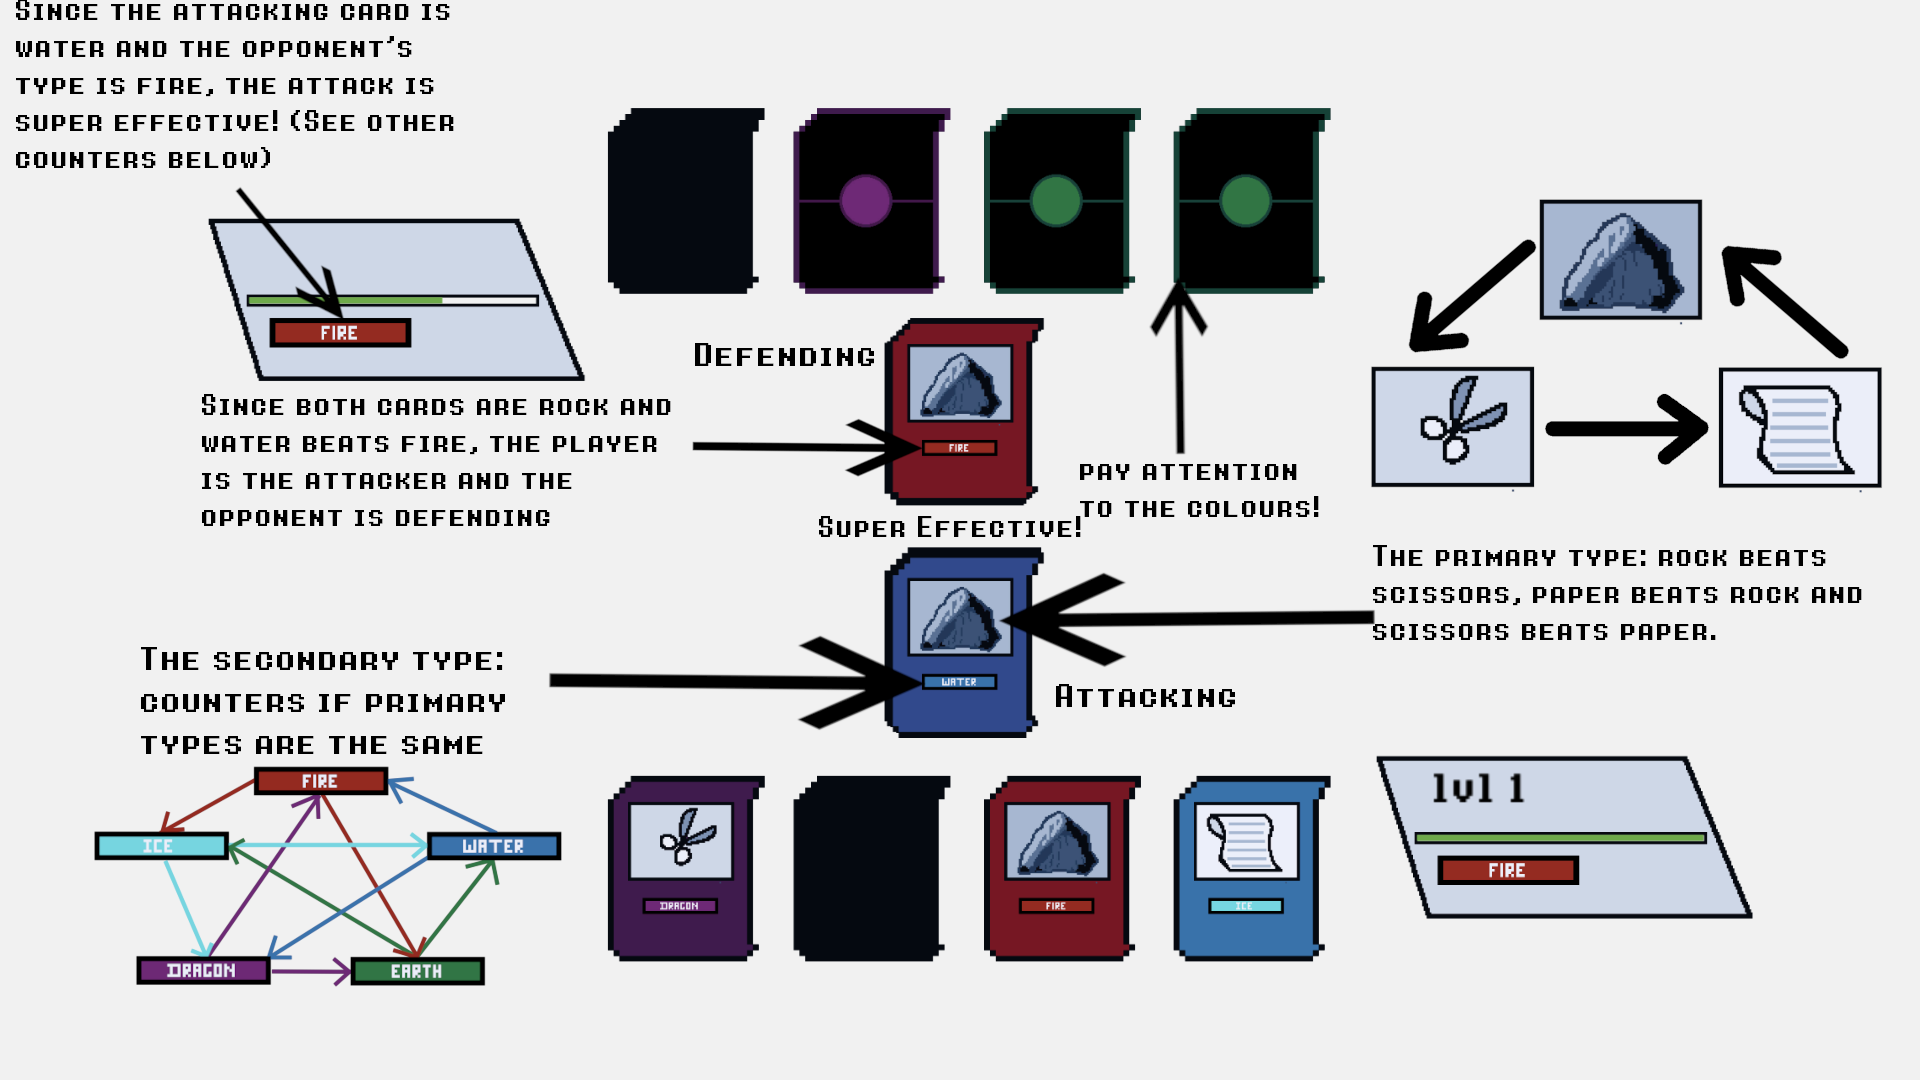 Since the attacking card is
water and the opponent's
type is fire, the attack is
super effective! (See other
counters below)
FIRE
Defending
Since both cards are rock and
water beats fire, the player
is the attacker and the
opponent is defending
FIRE
pay attention
to the colours!
Super Effective!
The primary type: rock beats
scissors, paper beats rock and
scissors beats paper.
The secondary type:
counters if primary
types are the same
WATER
Attacking
FIRE
ICE
WATER
DRAGON
EARTH
DRAGON
FIRE
ICE
lvl 1
FIRE